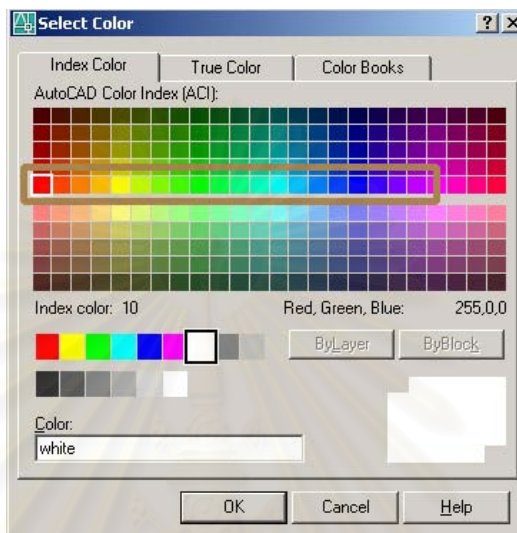 Select Color
Index Color True Color Color Books
AutoCAD Color Index (ACI):
Index color: 10 Red, Green, Blue: 255,0,0
ByLayer ByBlock
Color:
white
OK Cancel Help